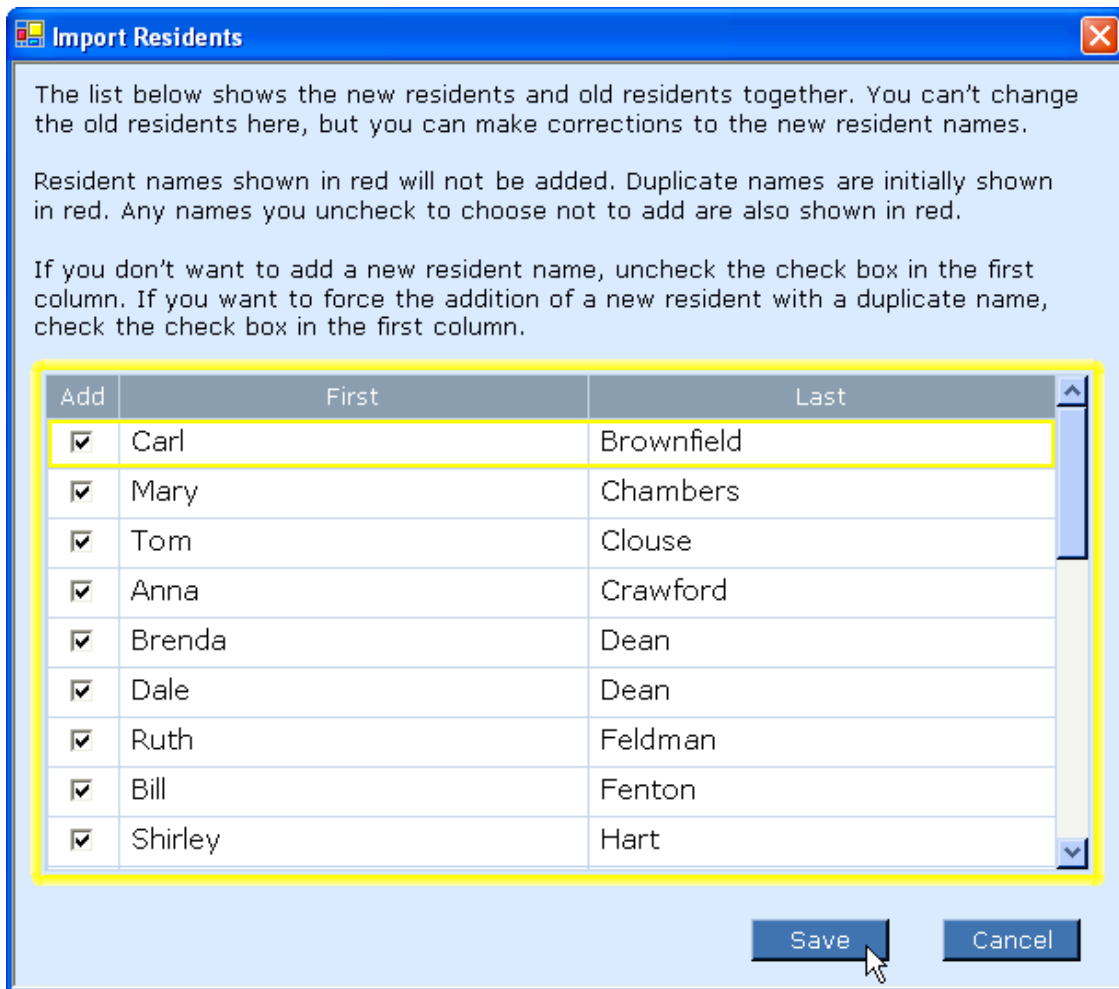 Import Residents
The list below shows the new residents and old residents together. You can't change
the old residents here, but you can make corrections to the new resident names.
Resident names shown in red will not be added. Duplicate names are initially shown
in red. Any names you uncheck to choose not to add are also shown in red.
If you don't want to add a new resident name, uncheck the check box in the first
column. If you want to force the addition of a new resident with a duplicate name,
check the check box in the first column.
Add First Last
Carl Brownfield
Mary Chambers
Tom Clouse
Anna Crawford
Brenda Dean
Dale Dean
Ruth Feldman
Bill Fenton
Shirley Hart
Save Cancel